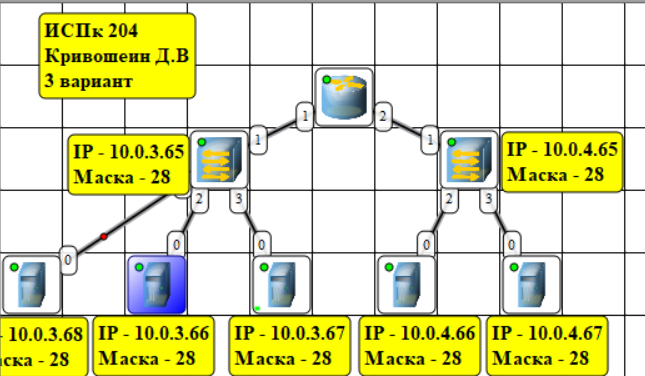 ИСПк 204
Кривошеин Д.В
3 вариант
1
2
IP - 10.0.3.65
Маска - 28
1
1
IP - 10.0.4.65
Маска - 28
2
3
2
3
0
0
0
0
0
- 10.0.3.68
ска - 28
IP - 10.0.3.66
Маска - 28
IP - 10.0.3.67
Маска - 28
IP - 10.0.4.66
Маска - 28
IP - 10.0.4.67
Маска - 28